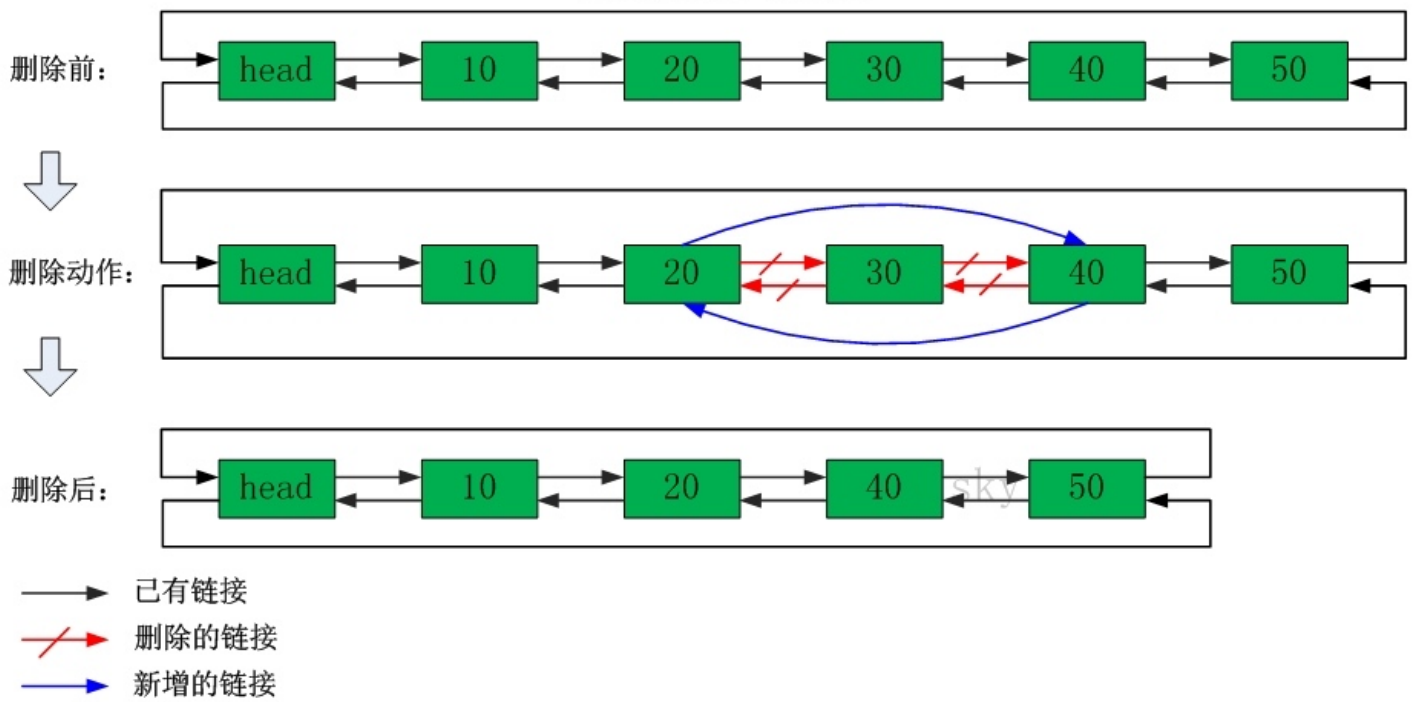 删除前： head 10 20 30 40 50
删除动作： head 10 20 30 40 50
删除后： head 10 20 40 sky 50
已有链接
删除的链接
新增的链接